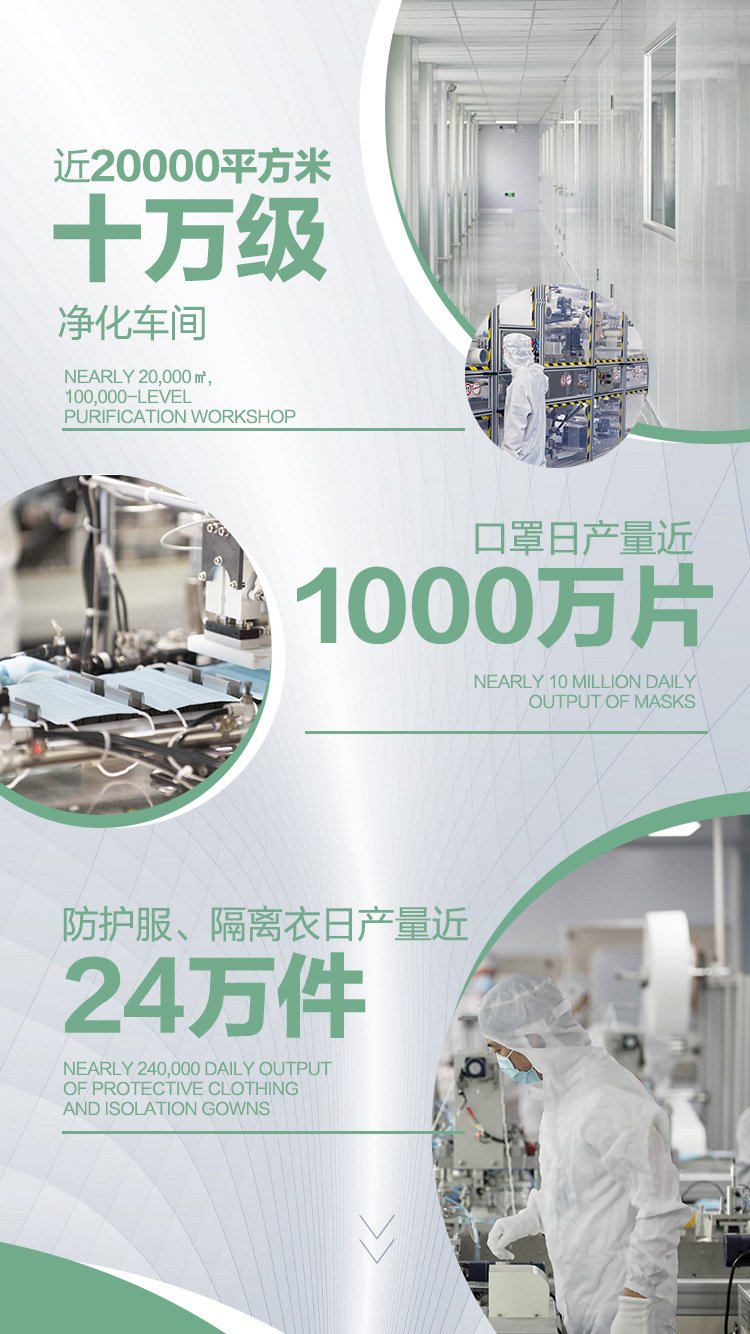 近20000平方米
十万级
净化车间
NEARLY 20,000㎡,
100,000-LEVEL
PURIFICATION WORKSHOP
口罩日产量近
1000万片
NEARLY 10 MILLION DAILY
OUTPUT OF MASKS
防护服、隔离衣日产量近
24万件
NEARLY 240,000 DAILY OUTPUT
OF PROTECTIVE CLOTHING
AND ISOLATION GOWNS